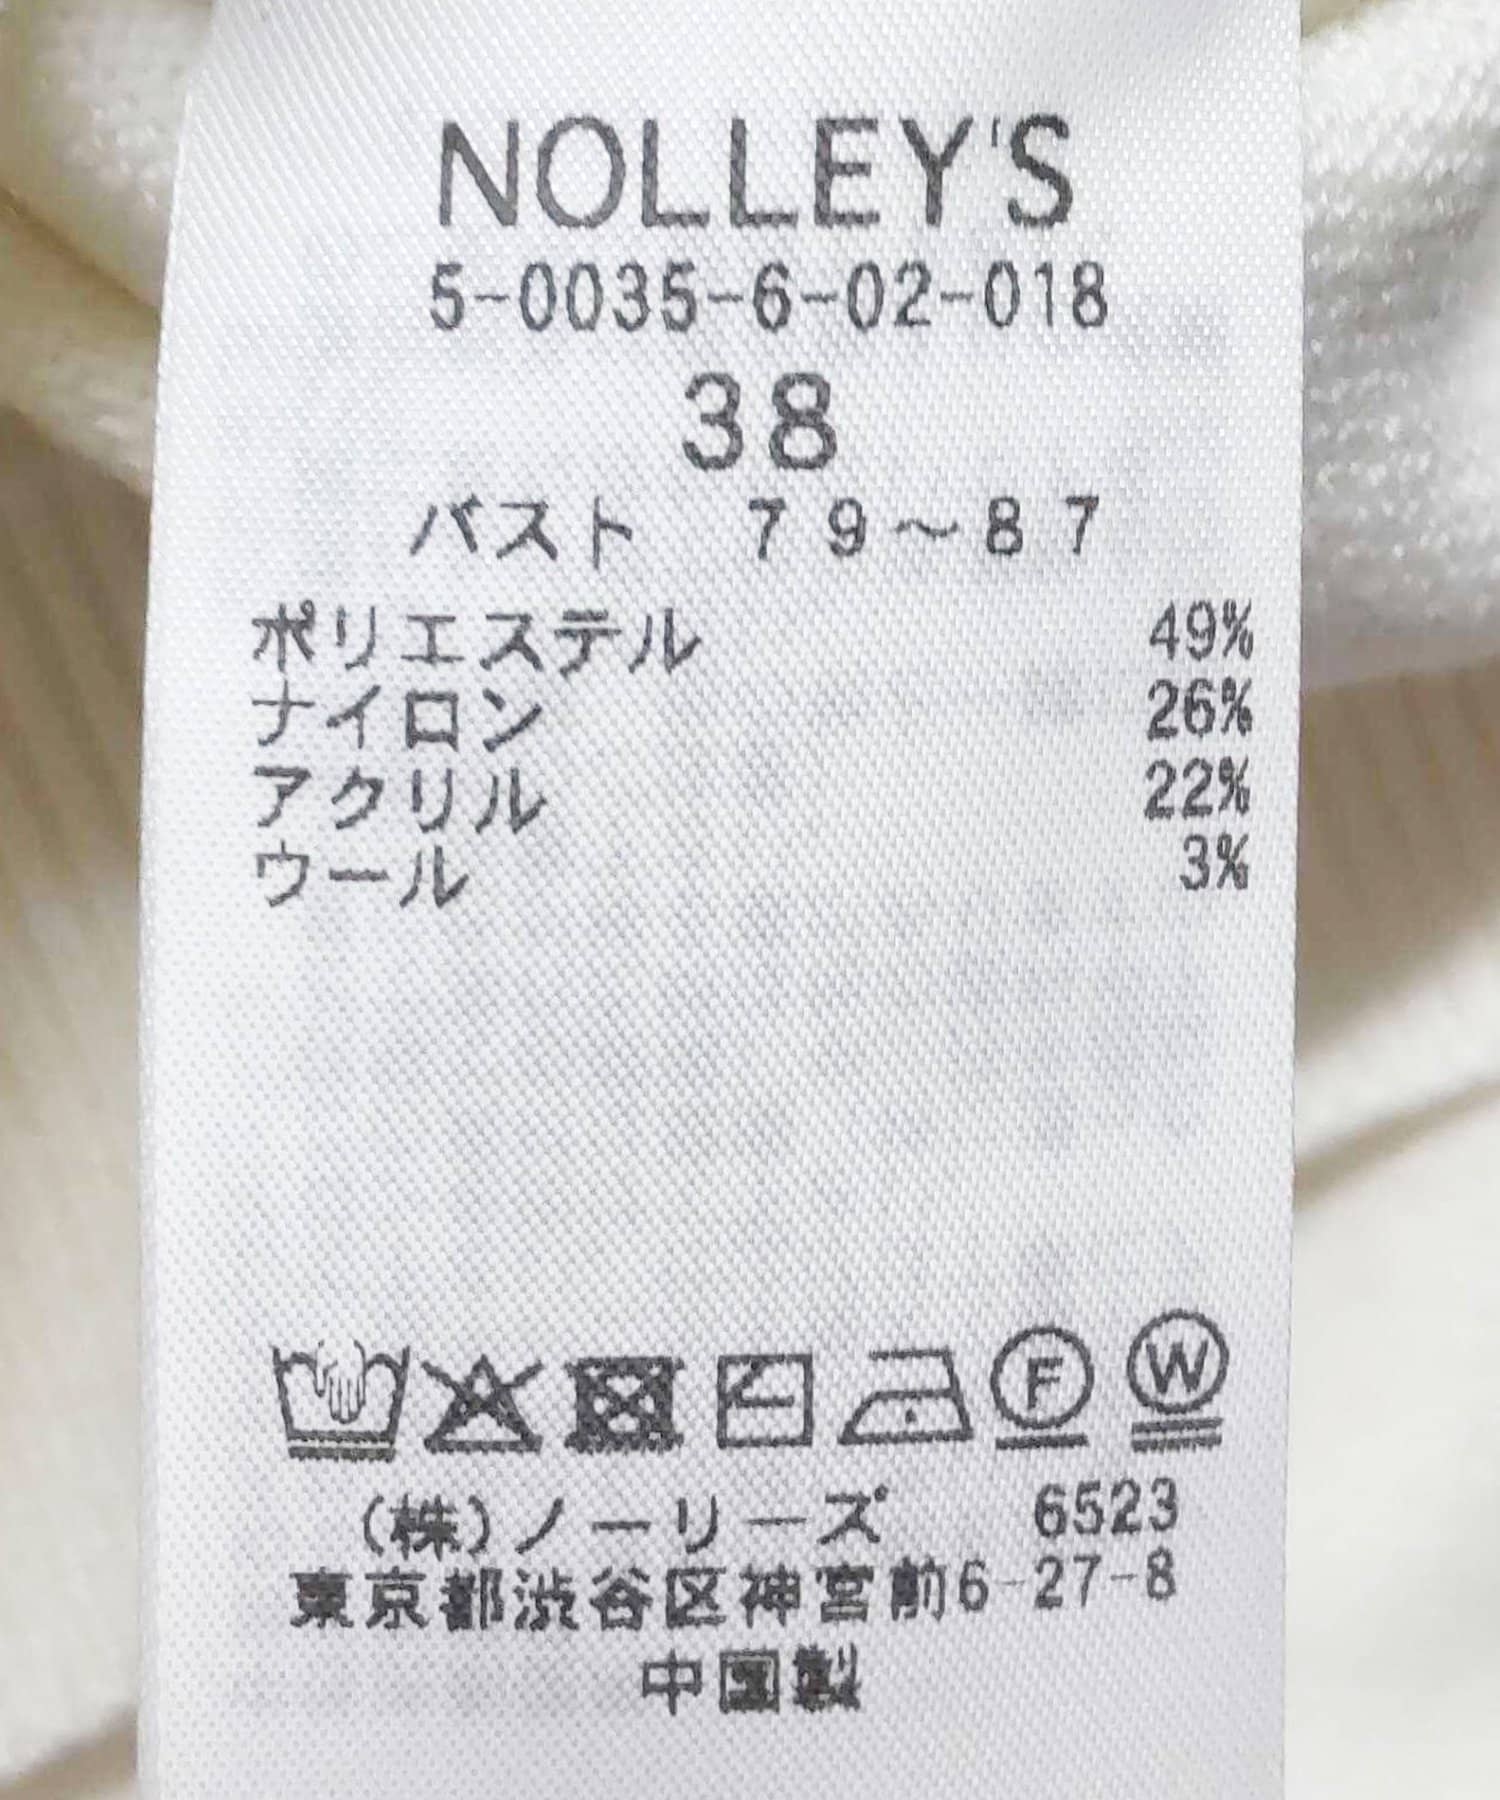 NOLLEY'S
5-0035-6-02-018
38
バスト 79～87
ポリエステル 49%
ナイロン 26%
アクリル 22%
ウール 3%
F W
(株)ノーリーズ 6523
東京都渋谷区神宮前6-27-8
中国製